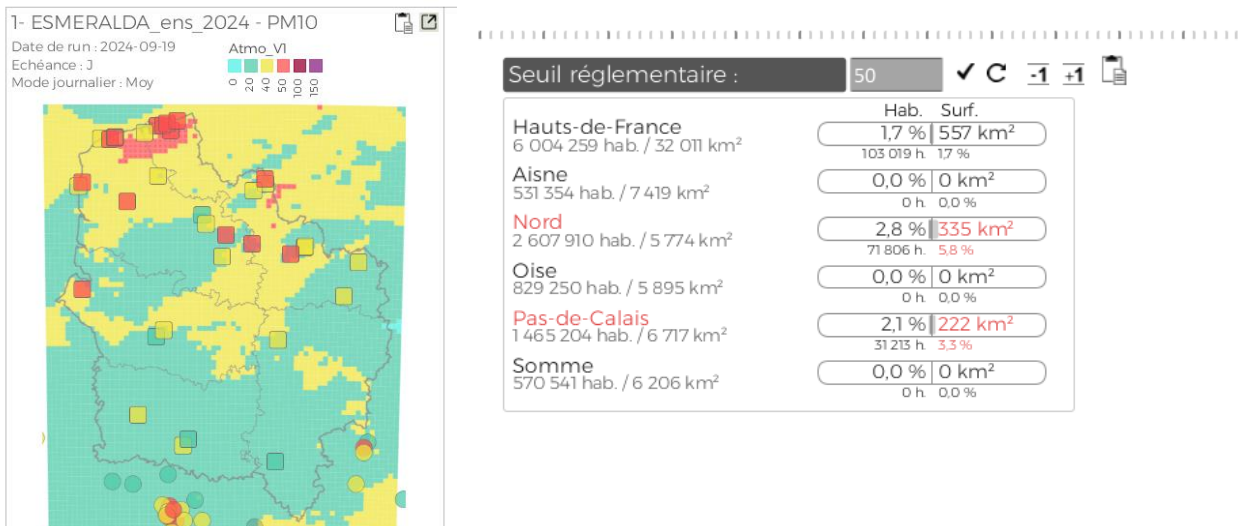 1- ESMERALDA_ens_2024 - PM10
Date de run : 2024-09-19
Echéance : J
Mode journalier : Moy
Atmo_V1
0 20 40 50 100 150
Seuil réglementaire : 50 -1 +1
Hab. Surf.
Hauts-de-France 1,7 % 557 km²
6 004 259 hab. / 32 011 km² 103 019 h. 1,7 %
Aisne 0,0 % 0 km²
531 354 hab. / 7 419 km² 0 h. 0,0 %
Nord 2,8 % 335 km²
2 607 910 hab. / 5 774 km² 71 806 h. 5,8 %
Oise 0,0 % 0 km²
829 250 hab. / 5 895 km² 0 h. 0,0 %
Pas-de-Calais 2,1 % 222 km²
1 465 204 hab. / 6 717 km² 31 213 h. 3,3 %
Somme 0,0 % 0 km²
570 541 hab. / 6 206 km² 0 h. 0,0 %